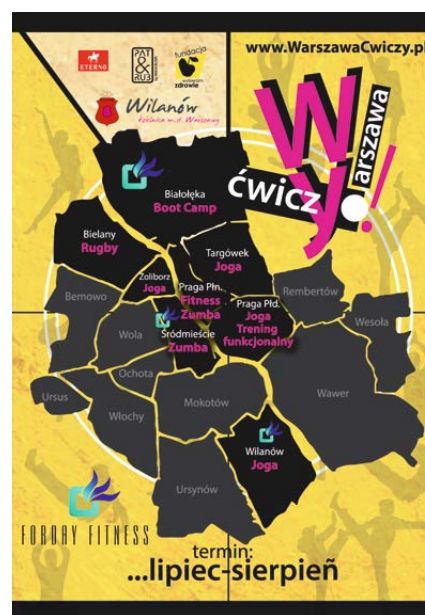 www.WarszawaCwiczy.pl
ETERNO
PAT
&
RUB
fundacja
zdrowie
Wilanów
dzielnica m.st. Warszawy
Warszawa
ćwiczy!
Białołęka
Boot Camp
Bielany
Rugby
Targówek
Joga
Żoliborz
Joga
Praga Płn.
Fitness
Zumba
Praga Płd.
Joga
Trening
funkcjonalny
Rembertów
Bemowo
Wesoła
Wola
Śródmieście
Zumba
Ochota
Ursus
Włochy
Mokotów
Wawer
Wilanów
Joga
Ursynów
FORDAY FITNESS
termin:
...lipiec-sierpień